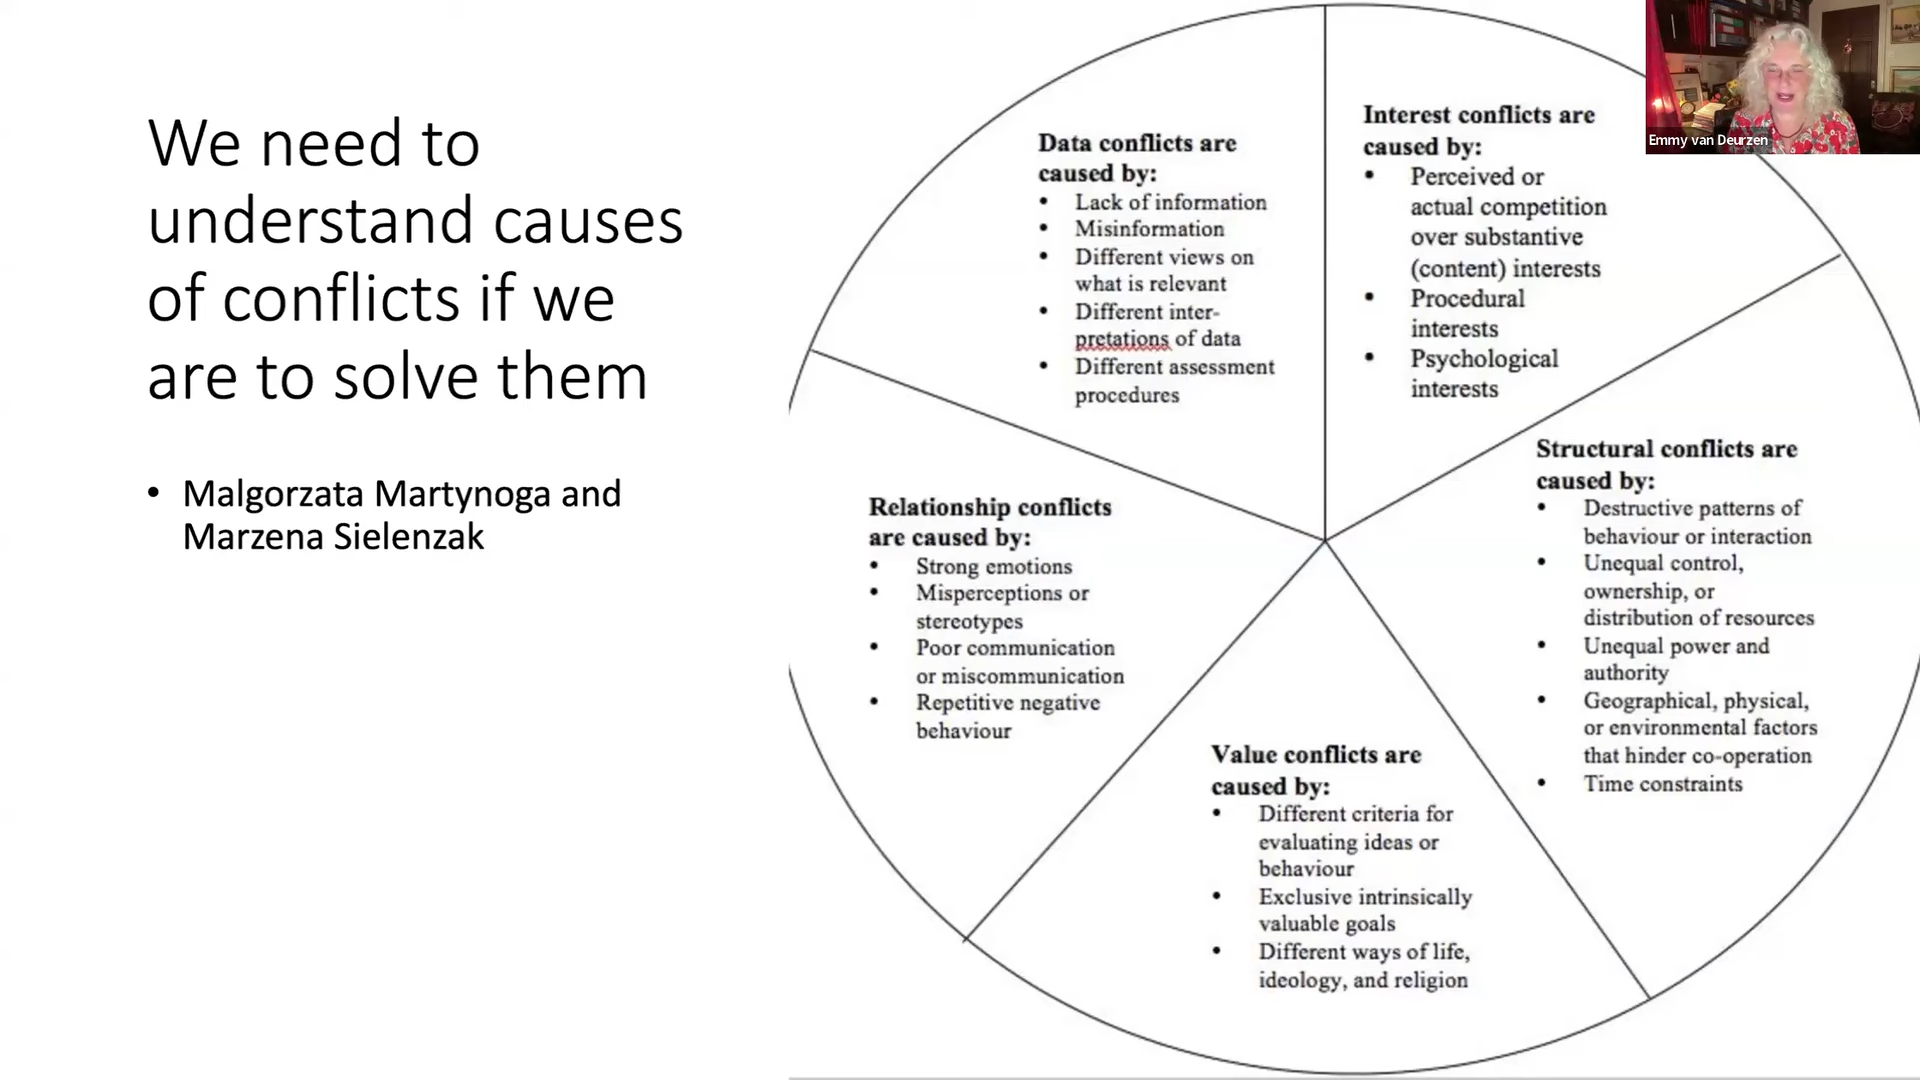 We need to
understand causes
of conflicts if we
are to solve them
• Malgorzata Martynoga and
Marzena Sielenzak
Data conflicts are
caused by:
• Lack of information
• Misinformation
• Different views on
what is relevant
• Different inter-
pretations of data
• Different assessment
procedures
Interest conflicts are
caused by:
• Perceived or
actual competition
over substantive
(content) interests
• Procedural
interests
• Psychological
interests
Structural conflicts are
caused by:
• Destructive patterns of
behaviour or interaction
• Unequal control,
ownership, or
distribution of resources
• Unequal power and
authority
• Geographical, physical,
or environmental factors
that hinder co-operation
• Time constraints
Relationship conflicts
are caused by:
• Strong emotions
• Misperceptions or
stereotypes
• Poor communication
or miscommunication
• Repetitive negative
behaviour
Value conflicts are
caused by:
• Different criteria for
evaluating ideas or
behaviour
• Exclusive intrinsically
valuable goals
• Different ways of life,
ideology, and religion
Emmy van Deurzen